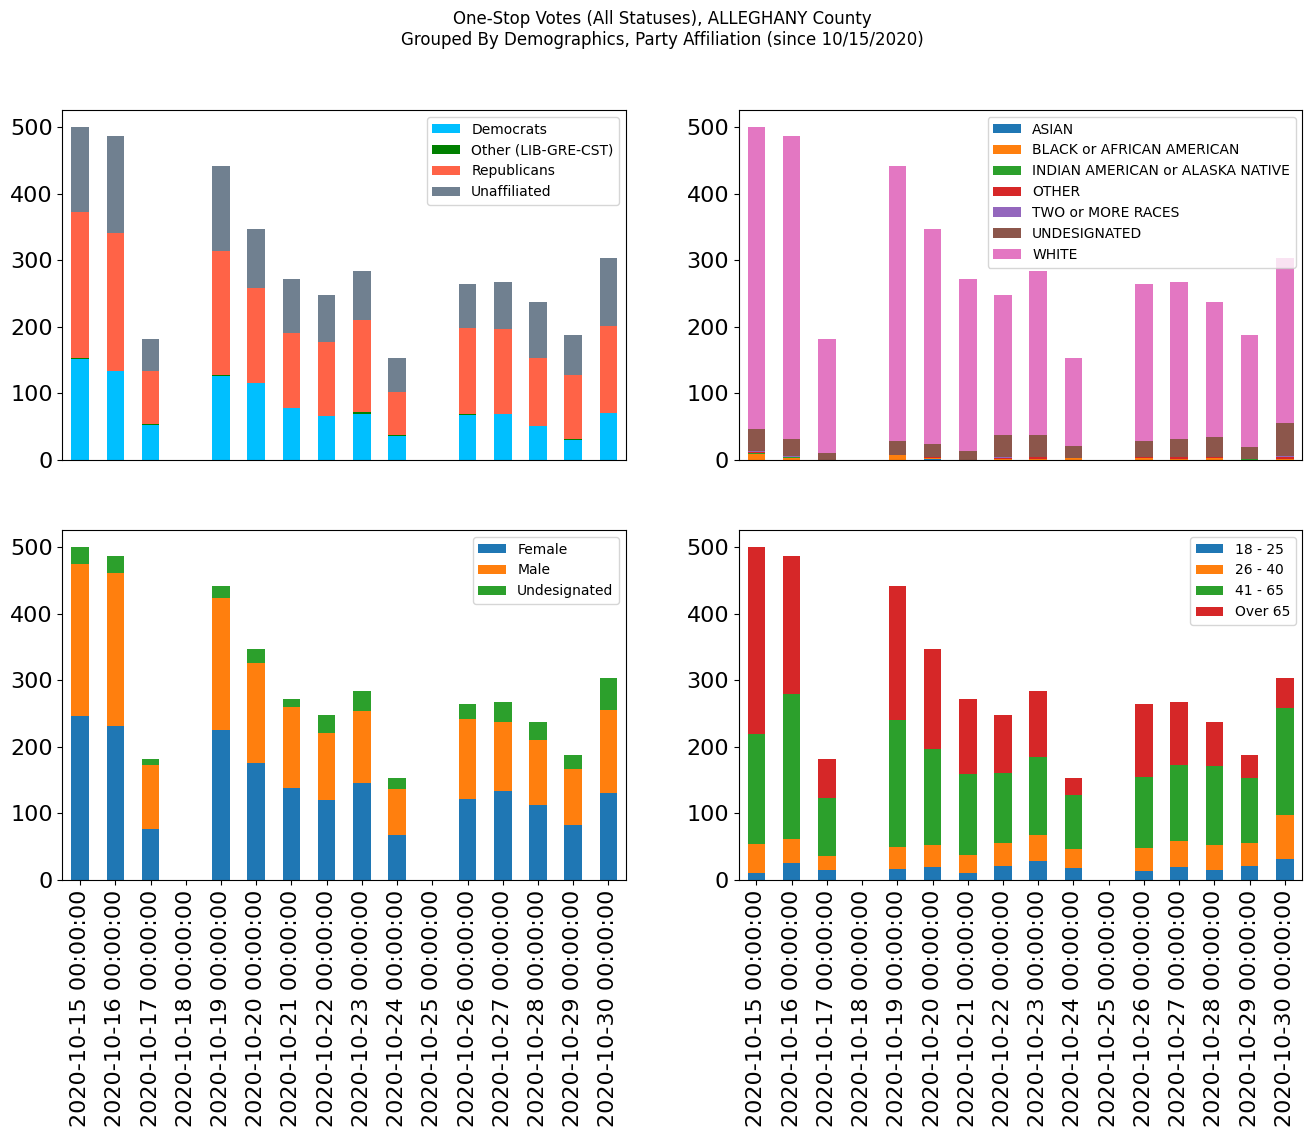 One-Stop Votes (All Statuses), ALLEGHANY County
Grouped By Demographics, Party Affiliation (since 10/15/2020)
500
400
300
200
100
0
Democrats
Other (LIB-GRE-CST)
Republicans
Unaffiliated
500
400
300
200
100
0
ASIAN
BLACK or AFRICAN AMERICAN
INDIAN AMERICAN or ALASKA NATIVE
OTHER
TWO or MORE RACES
UNDESIGNATED
WHITE
500
400
300
200
100
0
Female
Male
Undesignated
2020-10-15 00:00:00
2020-10-16 00:00:00
2020-10-17 00:00:00
2020-10-18 00:00:00
2020-10-19 00:00:00
2020-10-20 00:00:00
2020-10-21 00:00:00
2020-10-22 00:00:00
2020-10-23 00:00:00
2020-10-24 00:00:00
2020-10-25 00:00:00
2020-10-26 00:00:00
2020-10-27 00:00:00
2020-10-28 00:00:00
2020-10-29 00:00:00
2020-10-30 00:00:00
500
400
300
200
100
0
18 - 25
26 - 40
41 - 65
Over 65
2020-10-15 00:00:00
2020-10-16 00:00:00
2020-10-17 00:00:00
2020-10-18 00:00:00
2020-10-19 00:00:00
2020-10-20 00:00:00
2020-10-21 00:00:00
2020-10-22 00:00:00
2020-10-23 00:00:00
2020-10-24 00:00:00
2020-10-25 00:00:00
2020-10-26 00:00:00
2020-10-27 00:00:00
2020-10-28 00:00:00
2020-10-29 00:00:00
2020-10-30 00:00:00